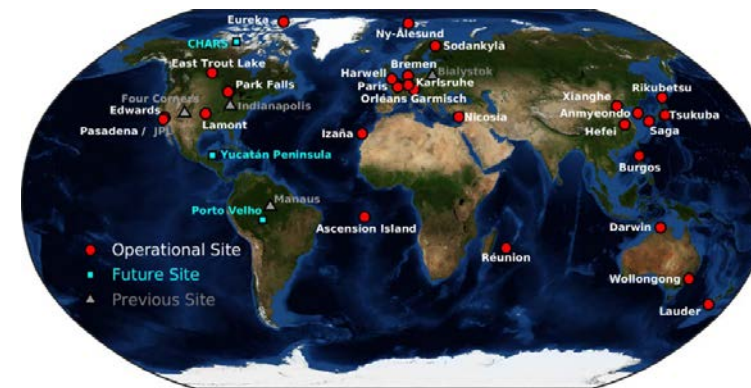 Eureka
Ny-Ålesund
CHARS
Sodankylä
East Trout Lake
Bremen
Harwell
Bialystok
Park Falls
Karlsruhe
Paris
Rikubetsu
Xianghe
Four Corners
Indianapolis
Orléans Garmisch
Edwards
Anmyeondo
Tsukuba
Lamont
Nicosia
Pasadena / JPL
Izaña
Hefei
Saga
Yucatán Peninsula
Burgos
Manaus
Porto Velho
Ascension Island
Darwin
Operational Site
Réunion
Future Site
Wollongong
Previous Site
Lauder